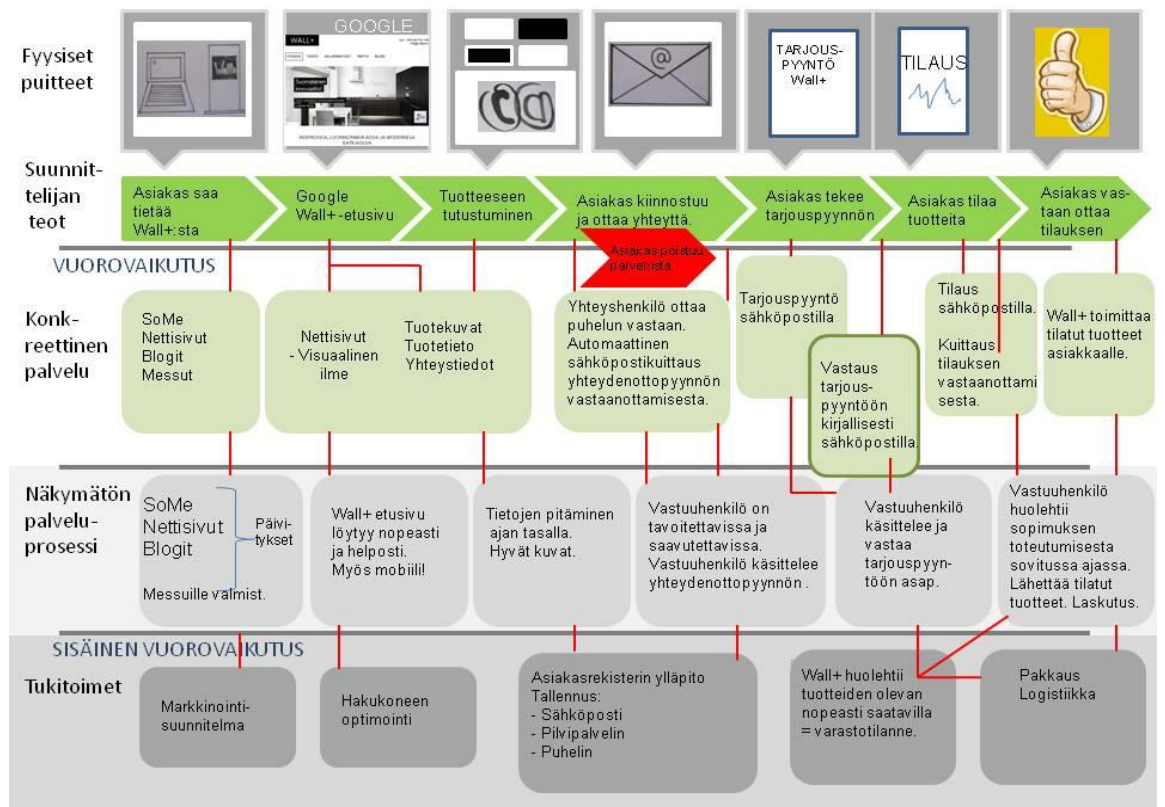 Fyysiset
puitteet
GOOGLE
WALL+
Suomalainen
innovaatio!
@
TARJOUS-
PYYNTÖ
Wall+
TILAUS
Suunnit-
telijan
teot
Asiakas saa
tietää
Wall+:sta
Google
Wall+ -etusivu
Tuotteeseen
tutustuminen
Asiakas kiinnostuu
ja ottaa yhteyttä.
Asiakas tekee
tarjouspyynnön
Asiakas tilaa
tuotteita
Asiakas vas-
taan ottaa
tilauksen
Asiakas poistuu
palvelusta
VUOROVAIKUTUS
Konk-
reettinen
palvelu
SoMe
Nettisivut
Blogit
Messut
Nettisivut
- Visuaalinen
ilme
Tuotekuvat
Tuotetieto
Yhteystiedot
Yhteyshenkilö ottaa
puhelun vastaan.
Automaattinen
sähköpostikuittaus
yhteydenottopyynnön
vastaanottamisesta.
Tarjouspyyntö
sähköpostilla
Vastaus
tarjous-
pyyntöön
kirjallisesti
sähköpostilla.
Tilaus
sähköpostilla.
Kuittaus
tilauksen
vastaanottami
sesta.
Wall+ toimittaa
tilatut tuotteet
asiakkaalle.
Näkymätön
palvelu-
prosessi
SoMe
Nettisivut
Blogit
Päivi-
tykset
Messuille valmist.
Wall+ etusivu
löytyy nopeasti
ja helposti.
Myös mobiili!
Tietojen pitäminen
ajan tasalla.
Hyvät kuvat.
Vastuuhenkilö on
tavoitettavissa ja
saavutettavissa.
Vastuuhenkilö käsittelee
yhteydenottopyynnön .
Vastuuhenkilö
käsittelee ja
vastaa
tarjouspyyn-
töön asap.
Vastuuhenkilö
huolehtii
sopimuksen
toteutumisesta
sovitussa ajassa.
Lähettää tilatut
tuotteet. Laskutus.
SISÄINEN VUOROVAIKUTUS
Tukitoimet
Markkinointi-
suunnitelma
Hakukoneen
optimointi
Asiakasrekisterin ylläpito
Tallennus:
- Sähköposti
- Pilvipalvelin
- Puhelin
Wall+ huolehtii
tuotteiden olevan
nopeasti saatavilla
= varastotilanne.
Pakkaus
Logistiikka